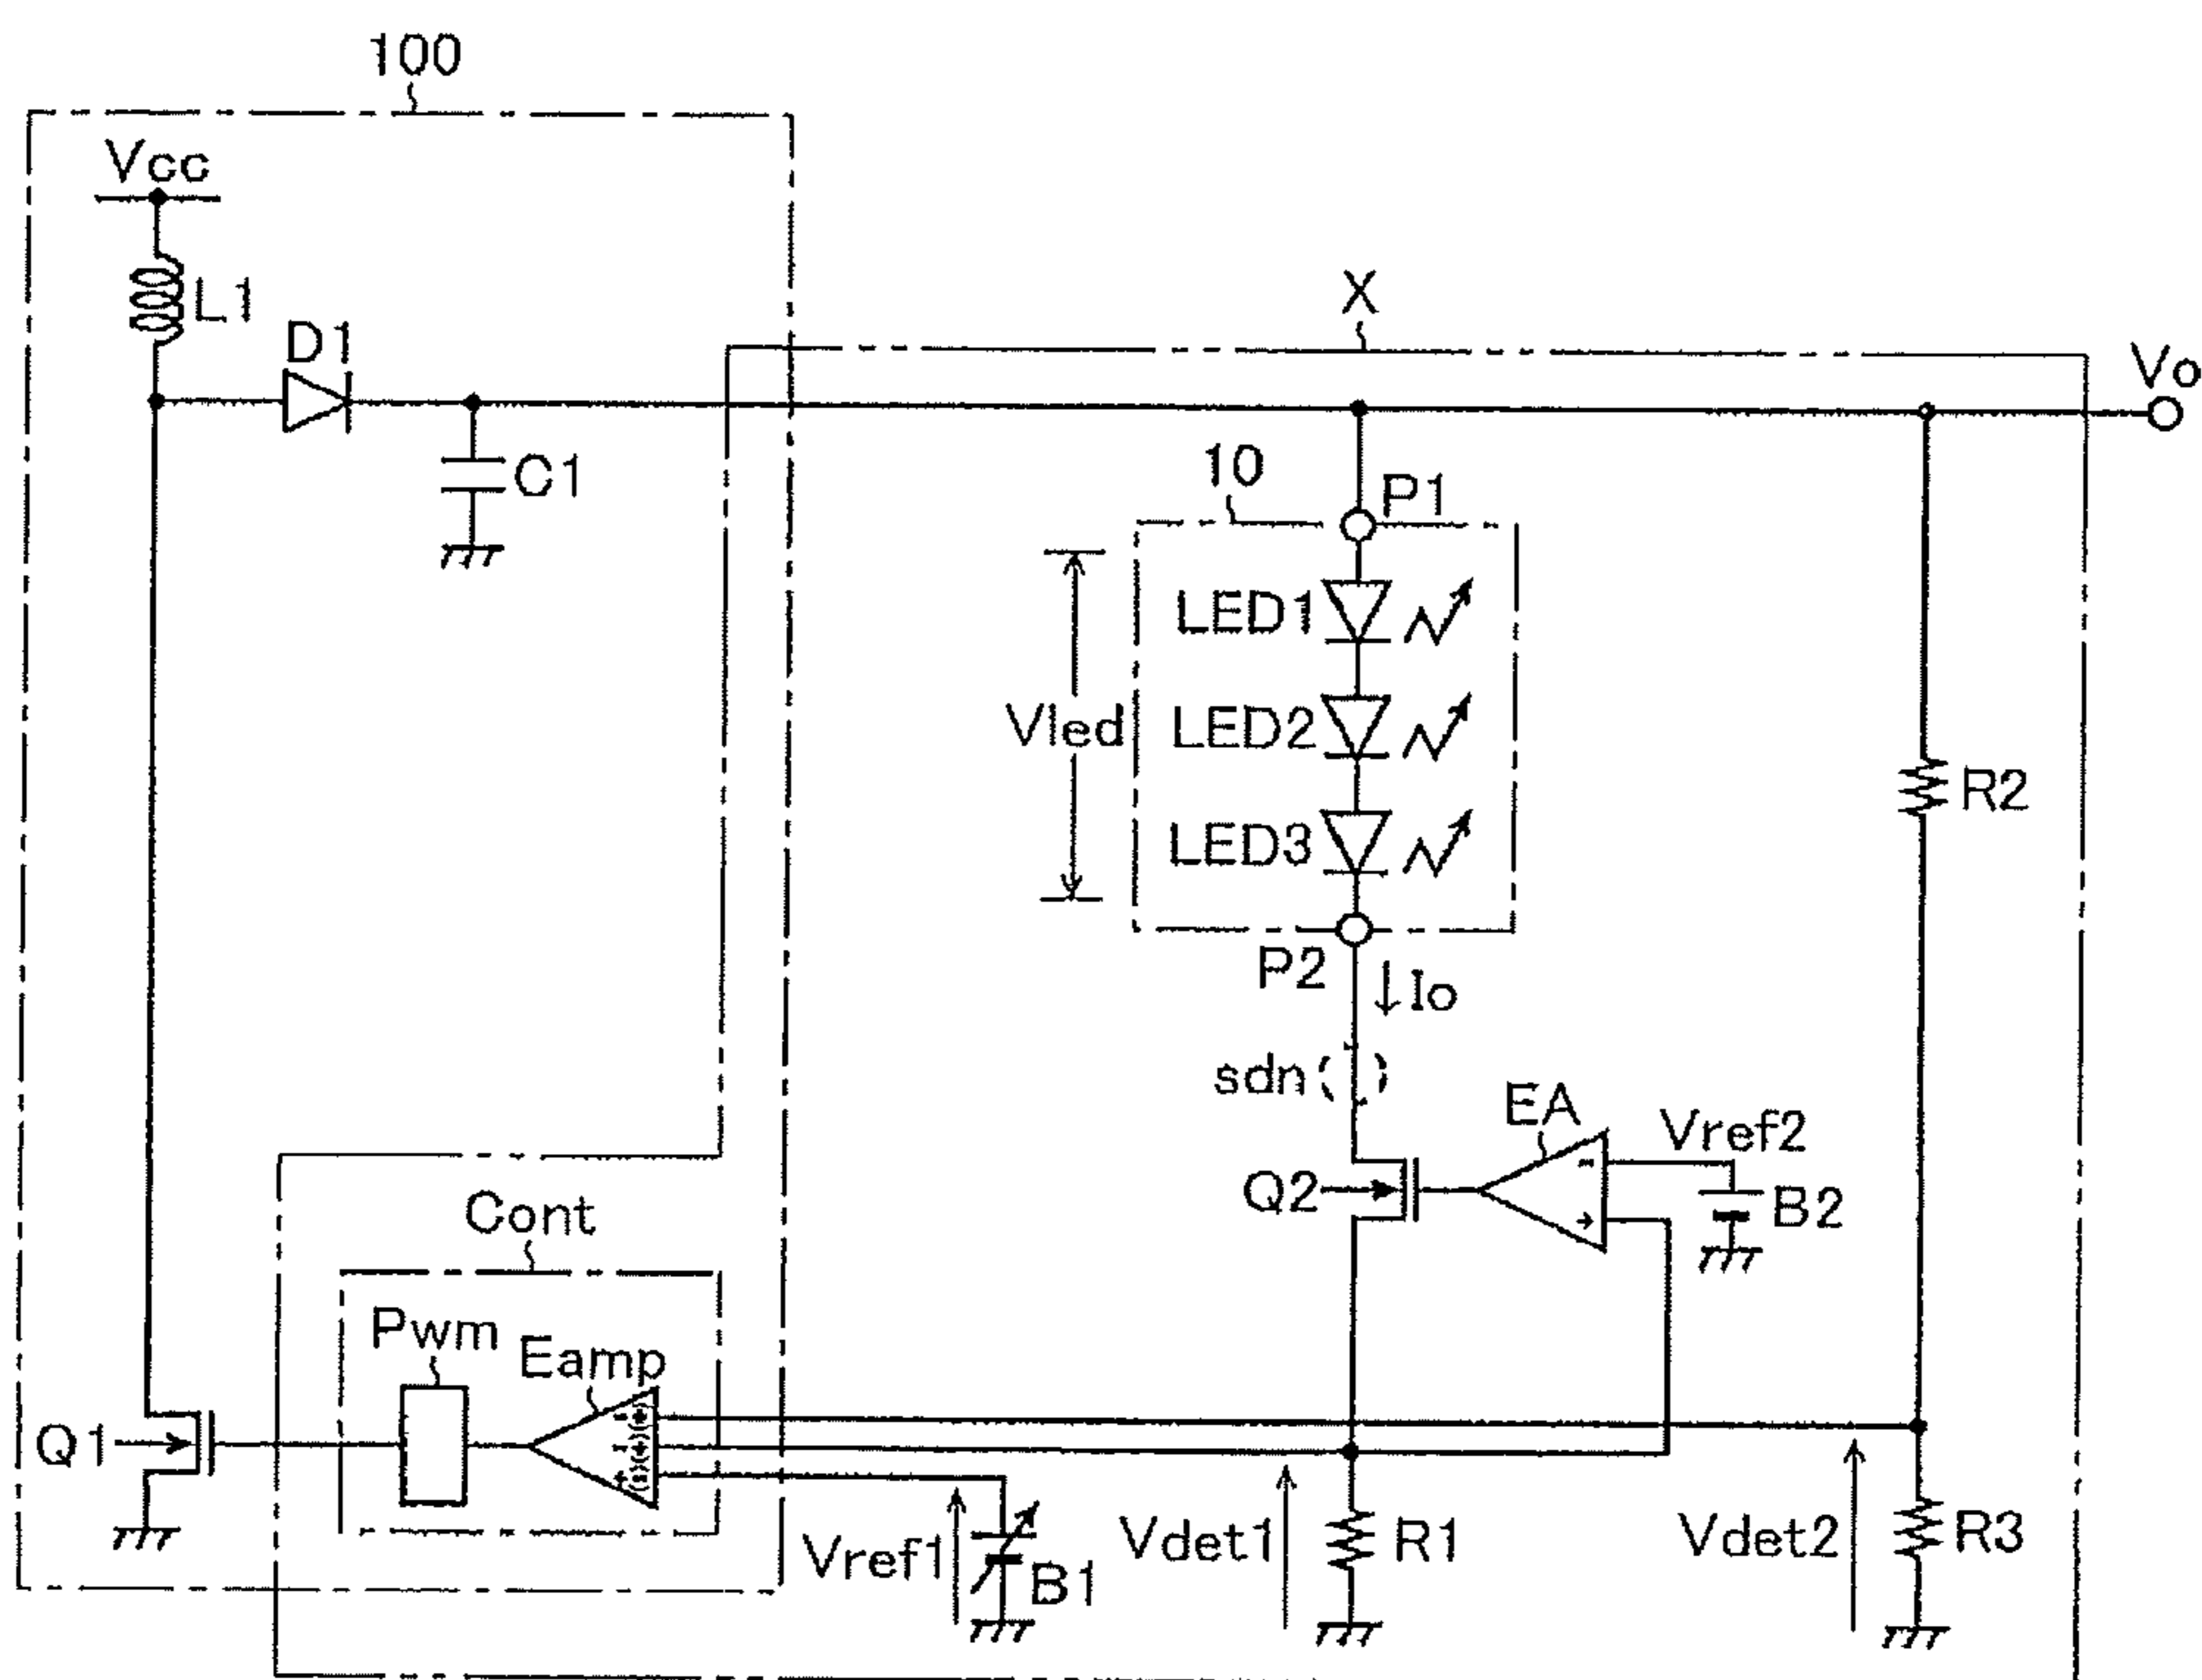 100
Vcc
L1
D1
C1
X
Vo
10
P1
LED1
LED2
LED3
Vled
R2
P2
Io
sdn
EA
Vref2
Q2
B2
Cont
Pwm
Eamp
Q1
Vref1
B1
Vdet1
R1
Vdet2
R3